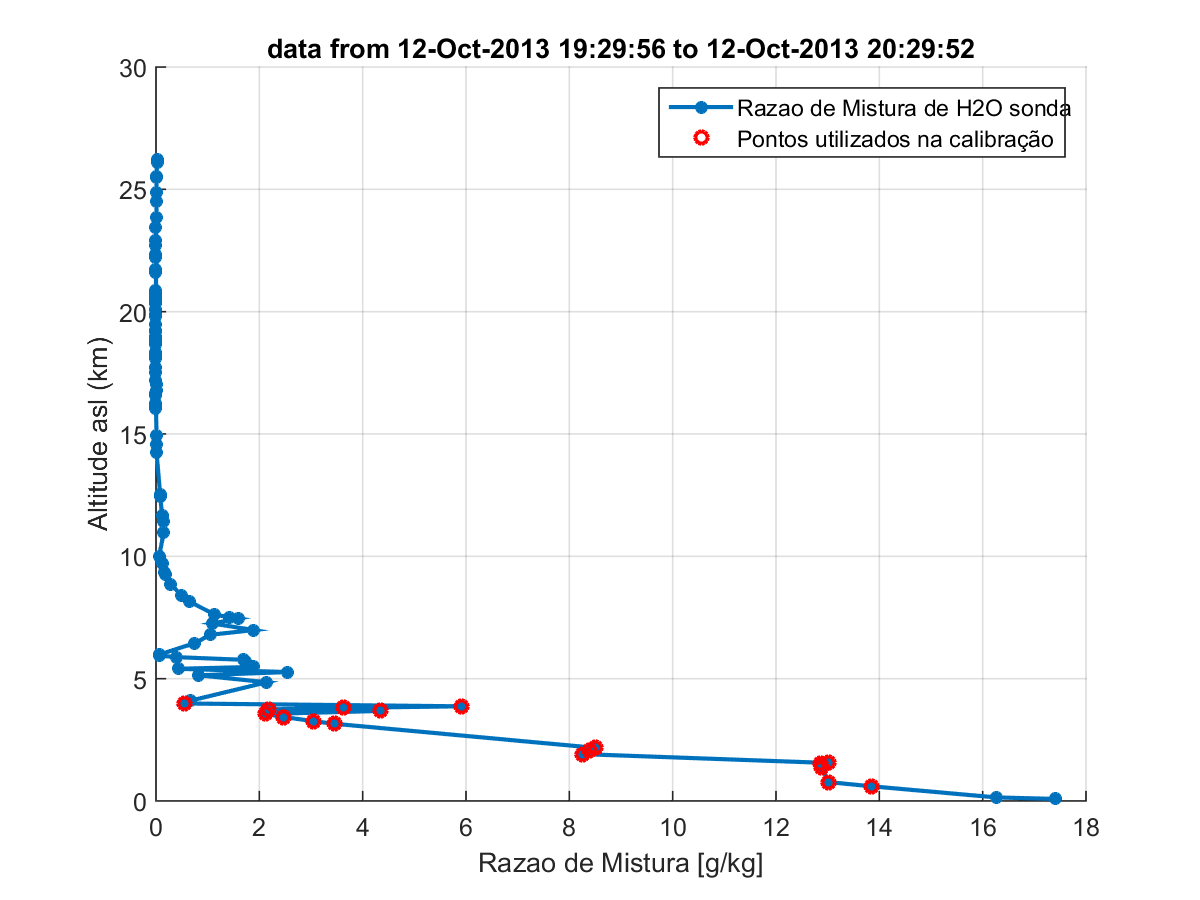 data from 12-Oct-2013 19:29:56 to 12-Oct-2013 20:29:52
Razao de Mistura de H2O sonda
Pontos utilizados na calibração
30
25
20
15
10
5
0
Altitude asl (km)
0 2 4 6 8 10 12 14 16 18
Razao de Mistura [g/kg]